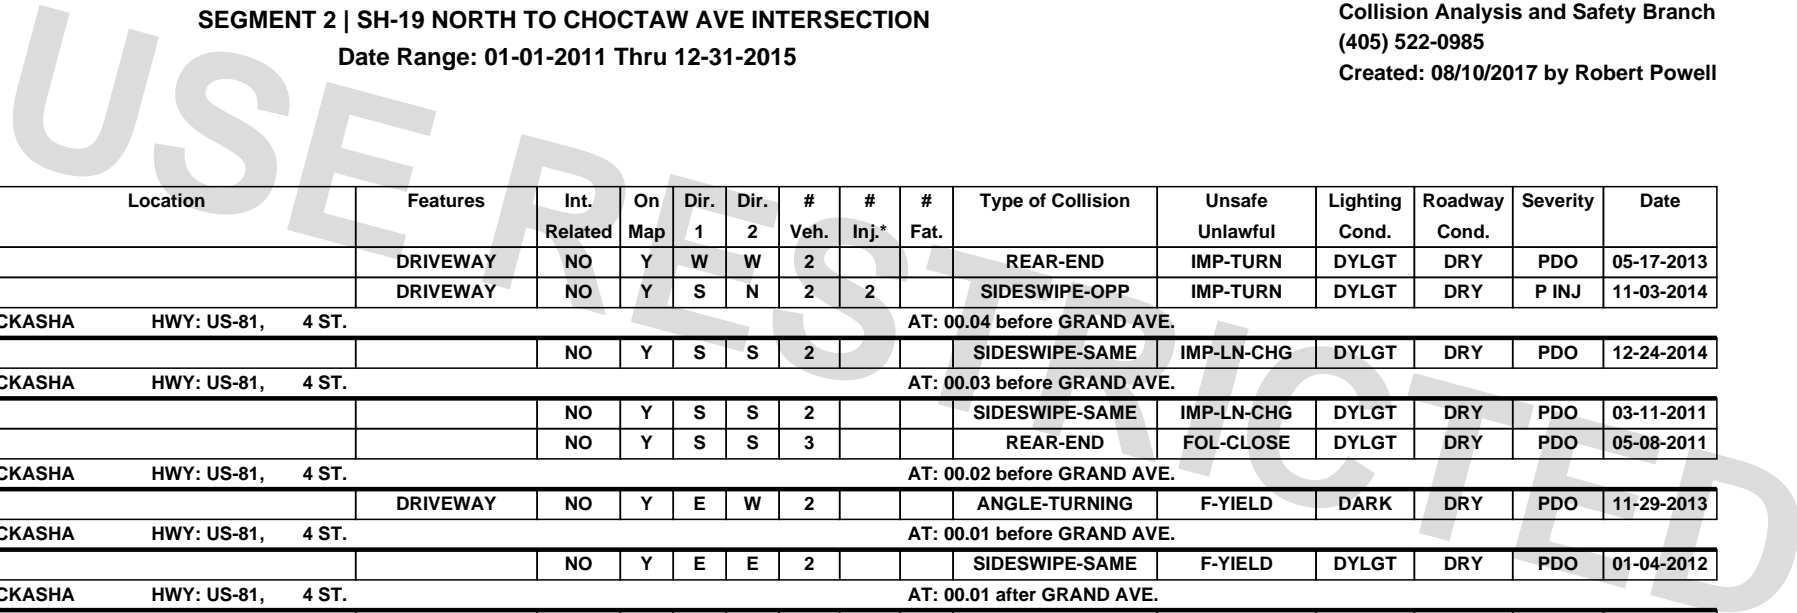 SEGMENT 2 | SH-19 NORTH TO CHOCTAW AVE INTERSECTION
Date Range: 01-01-2011 Thru 12-31-2015
Collision Analysis and Safety Branch
(405) 522-0985
Created: 08/10/2017 by Robert Powell
USE RESTRICTED
Location Features Int. On Dir. Dir. # # # Type of Collision Unsafe Lighting Roadway Severity Date
Related Map 1 2 Veh. Inj.* Fat. Unlawful Cond. Cond.
DRIVEWAY NO Y W W 2 REAR-END IMP-TURN DYLGT DRY PDO 05-17-2013
DRIVEWAY NO Y S N 2 2 SIDESWIPE-OPP IMP-TURN DYLGT DRY P INJ 11-03-2014
CKASHA HWY: US-81, 4 ST. AT: 00.04 before GRAND AVE.
NO Y S S 2 SIDESWIPE-SAME IMP-LN-CHG DYLGT DRY PDO 12-24-2014
CKASHA HWY: US-81, 4 ST. AT: 00.03 before GRAND AVE.
NO Y S S 2 SIDESWIPE-SAME IMP-LN-CHG DYLGT DRY PDO 03-11-2011
NO Y S S 3 REAR-END FOL-CLOSE DYLGT DRY PDO 05-08-2011
CKASHA HWY: US-81, 4 ST. AT: 00.02 before GRAND AVE.
DRIVEWAY NO Y E W 2 ANGLE-TURNING F-YIELD DARK DRY PDO 11-29-2013
CKASHA HWY: US-81, 4 ST. AT: 00.01 before GRAND AVE.
NO Y E E 2 SIDESWIPE-SAME F-YIELD DYLGT DRY PDO 01-04-2012
CKASHA HWY: US-81, 4 ST. AT: 00.01 after GRAND AVE.